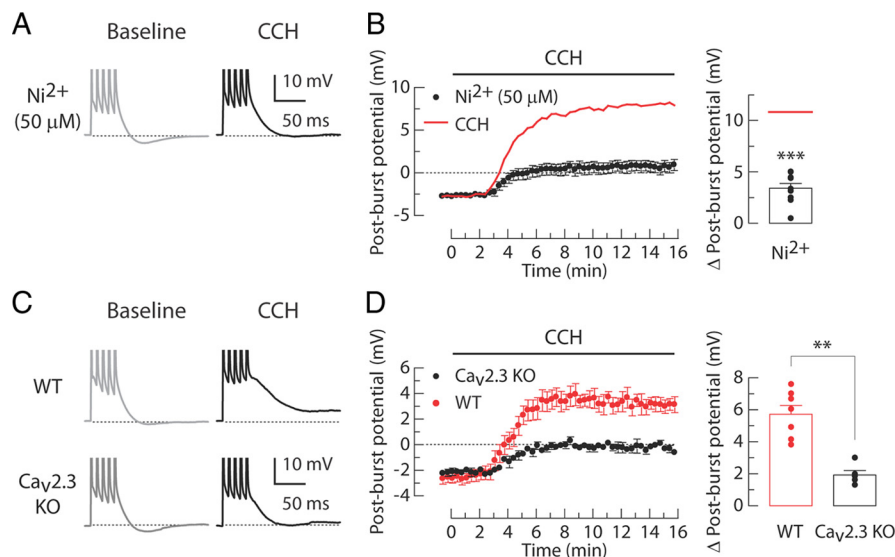 A
Baseline
CCH
Ni2+
(50 µM)
10 mV
50 ms
B
CCH
Post-burst potential (mV)
10
5
0
-5
Ni2+ (50 µM)
CCH
0 2 4 6 8 10 12 14 16
Time (min)
Δ Post-burst potential (mV)
10
5
0
***
Ni2+
C
Baseline
CCH
WT
Cav2.3
KO
10 mV
50 ms
D
CCH
Post-burst potential (mV)
6
4
2
0
-2
-4
Cav2.3 KO
WT
0 2 4 6 8 10 12 14 16
Time (min)
Δ Post-burst potential (mV)
8
6
4
2
0
**
WT Cav2.3 KO